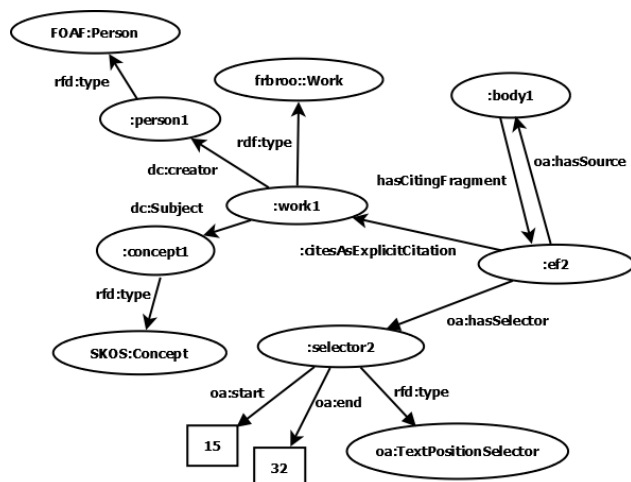 FOAF:Person
rfd:type
frbroo::Work
:body1
:person1
rdf:type
hasCitingFragment
oa:hasSource
dc:creator
dc:Subject
:work1
:citesAsExplicitCitation
:concept1
:ef2
rfd:type
oa:hasSelector
SKOS:Concept
:selector2
oa:start
oa:end
rfd:type
15
32
oa:TextPositionSelector